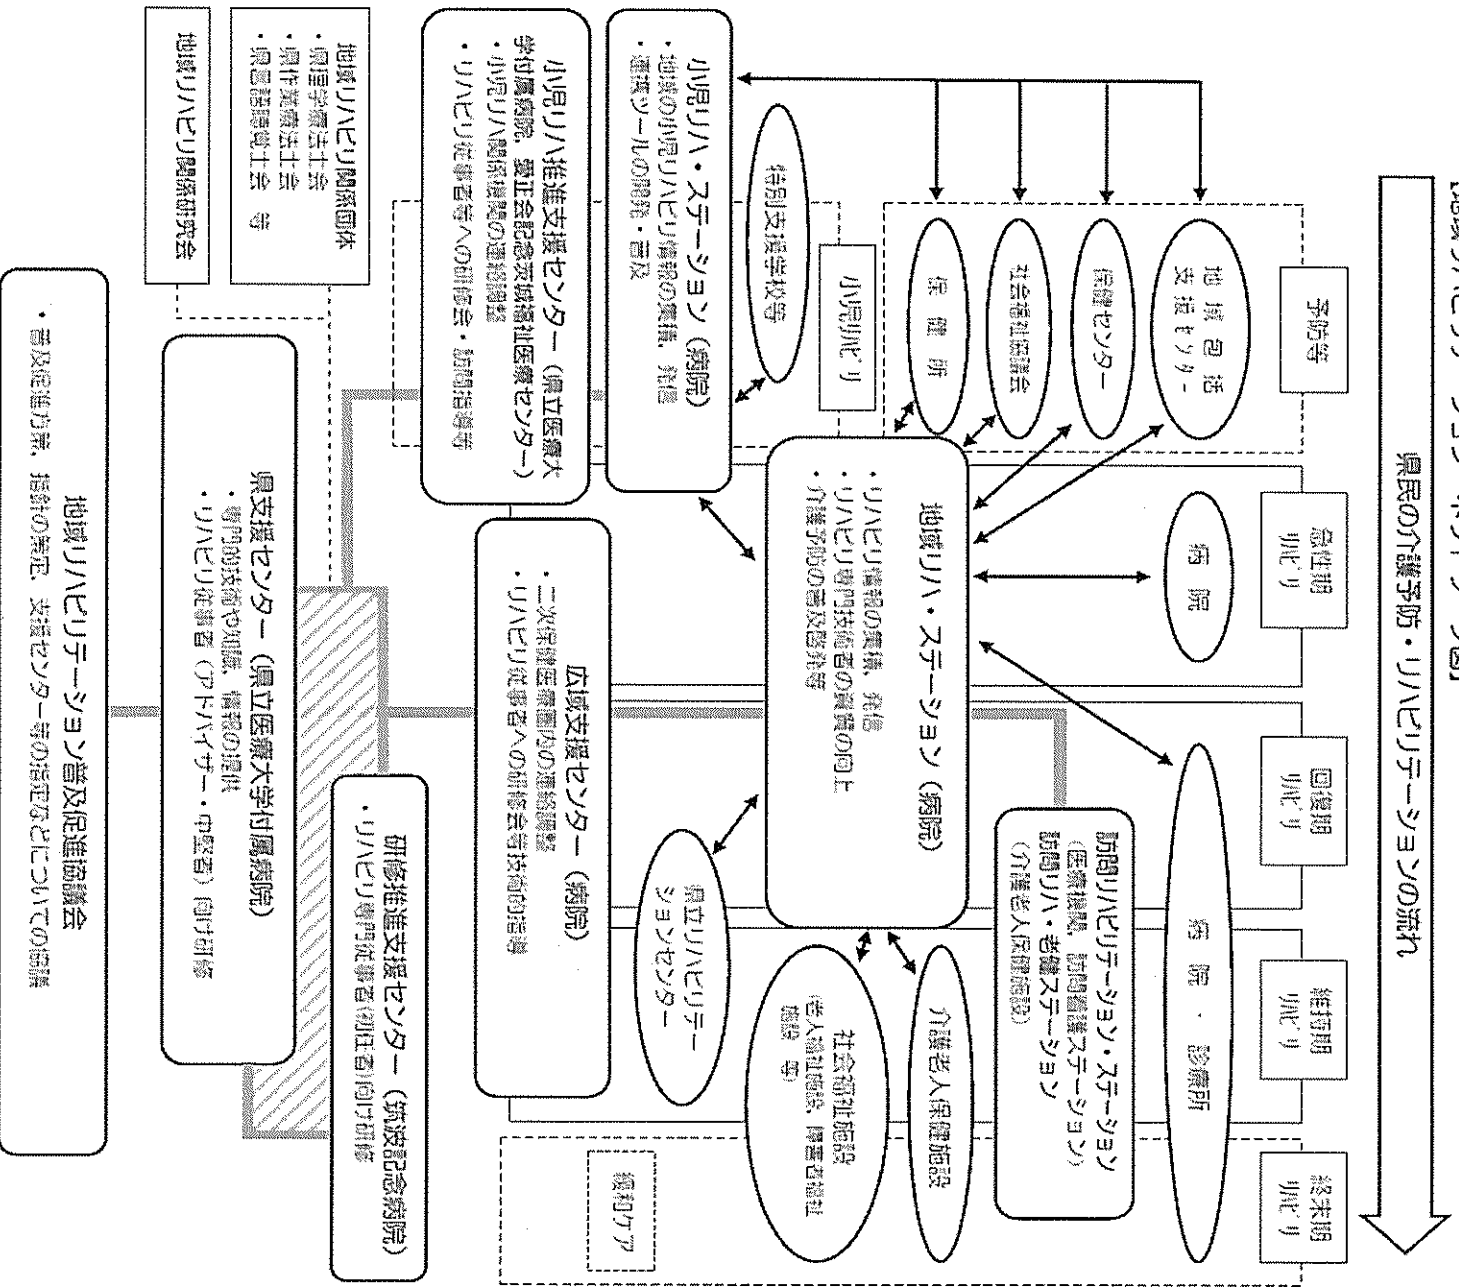 県民の介護予防・リハビリテーションの流れ
予防等
急性期
リハビリ
回復期
リハビリ
維持期
リハビリ
終末期
リハビリ
地域包括
支援センター
保健センター
社会福祉協議会
保健所
病院
病院・診療所
訪問リハビリテーション・ステーション
(医療機関、訪問看護ステーション)
訪問リハ・老健ステーション
(介護老人保健施設)
介護老人保健施設
社会福祉施設
(老人福祉施設、障害者福祉
施設 等)
緩和ケア
地域リハ・ステーション(病院)
・リハビリ情報の集積、発信
・リハビリ専門技術者の資質の向上
・介護予防の普及啓発等
小児リハビリ
特別支援学校等
県立リハビリテー
ションセンター
小児リハ・ステーション(病院)
・地域の小児リハビリ情報の集積、発信
・連携ツールの開発・普及
小児リハ推進支援センター(県立医療大
学付属病院、愛正会記念茨城福祉医療センター)
・小児リハ関係機関の連絡調整
・リハビリ従事者等への研修会・訪問指導等
広域支援センター(病院)
・二次保健医療圏内の連絡調整
・リハビリ従事者への研修会等技術的指導
地域リハビリ関係団体
・県理学療法士会
・県作業療法士会
・県言語聴覚士会 等
地域リハビリ関係研究会
県支援センター(県立医療大学付属病院)
・専門的技術や知識、情報の提供
・リハビリ従事者(アドバイザー・中堅者)向け研修
研修推進支援センター(筑波記念病院)
・リハビリ専門従事者(初任者)向け研修
地域リハビリテーション普及促進協議会
・普及促進方策、指針の策定、支援センター等の指定などについての協議